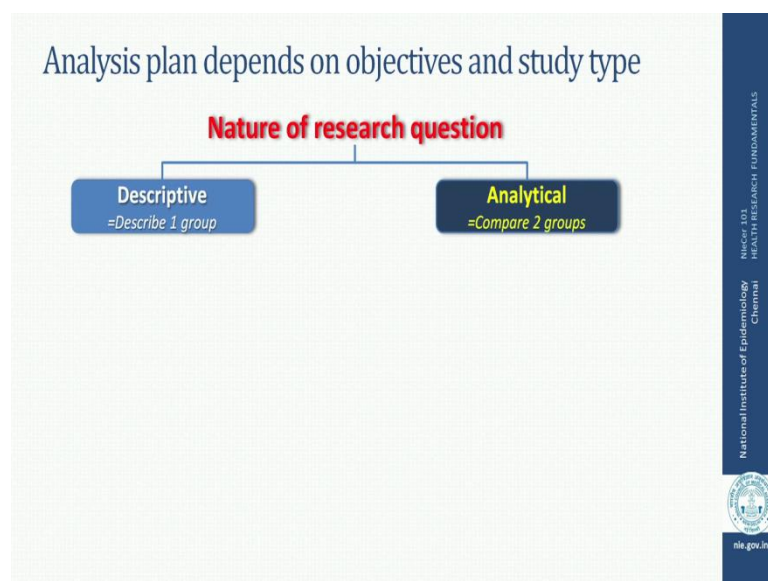 Analysis plan depends on objectives and study type
Nature of research question
Descriptive
=Describe 1 group
Analytical
=Compare 2 groups
NIeCer 101
HEALTH RESEARCH FUNDAMENTALS
National Institute of Epidemiology
Chennai
nie.gov.in